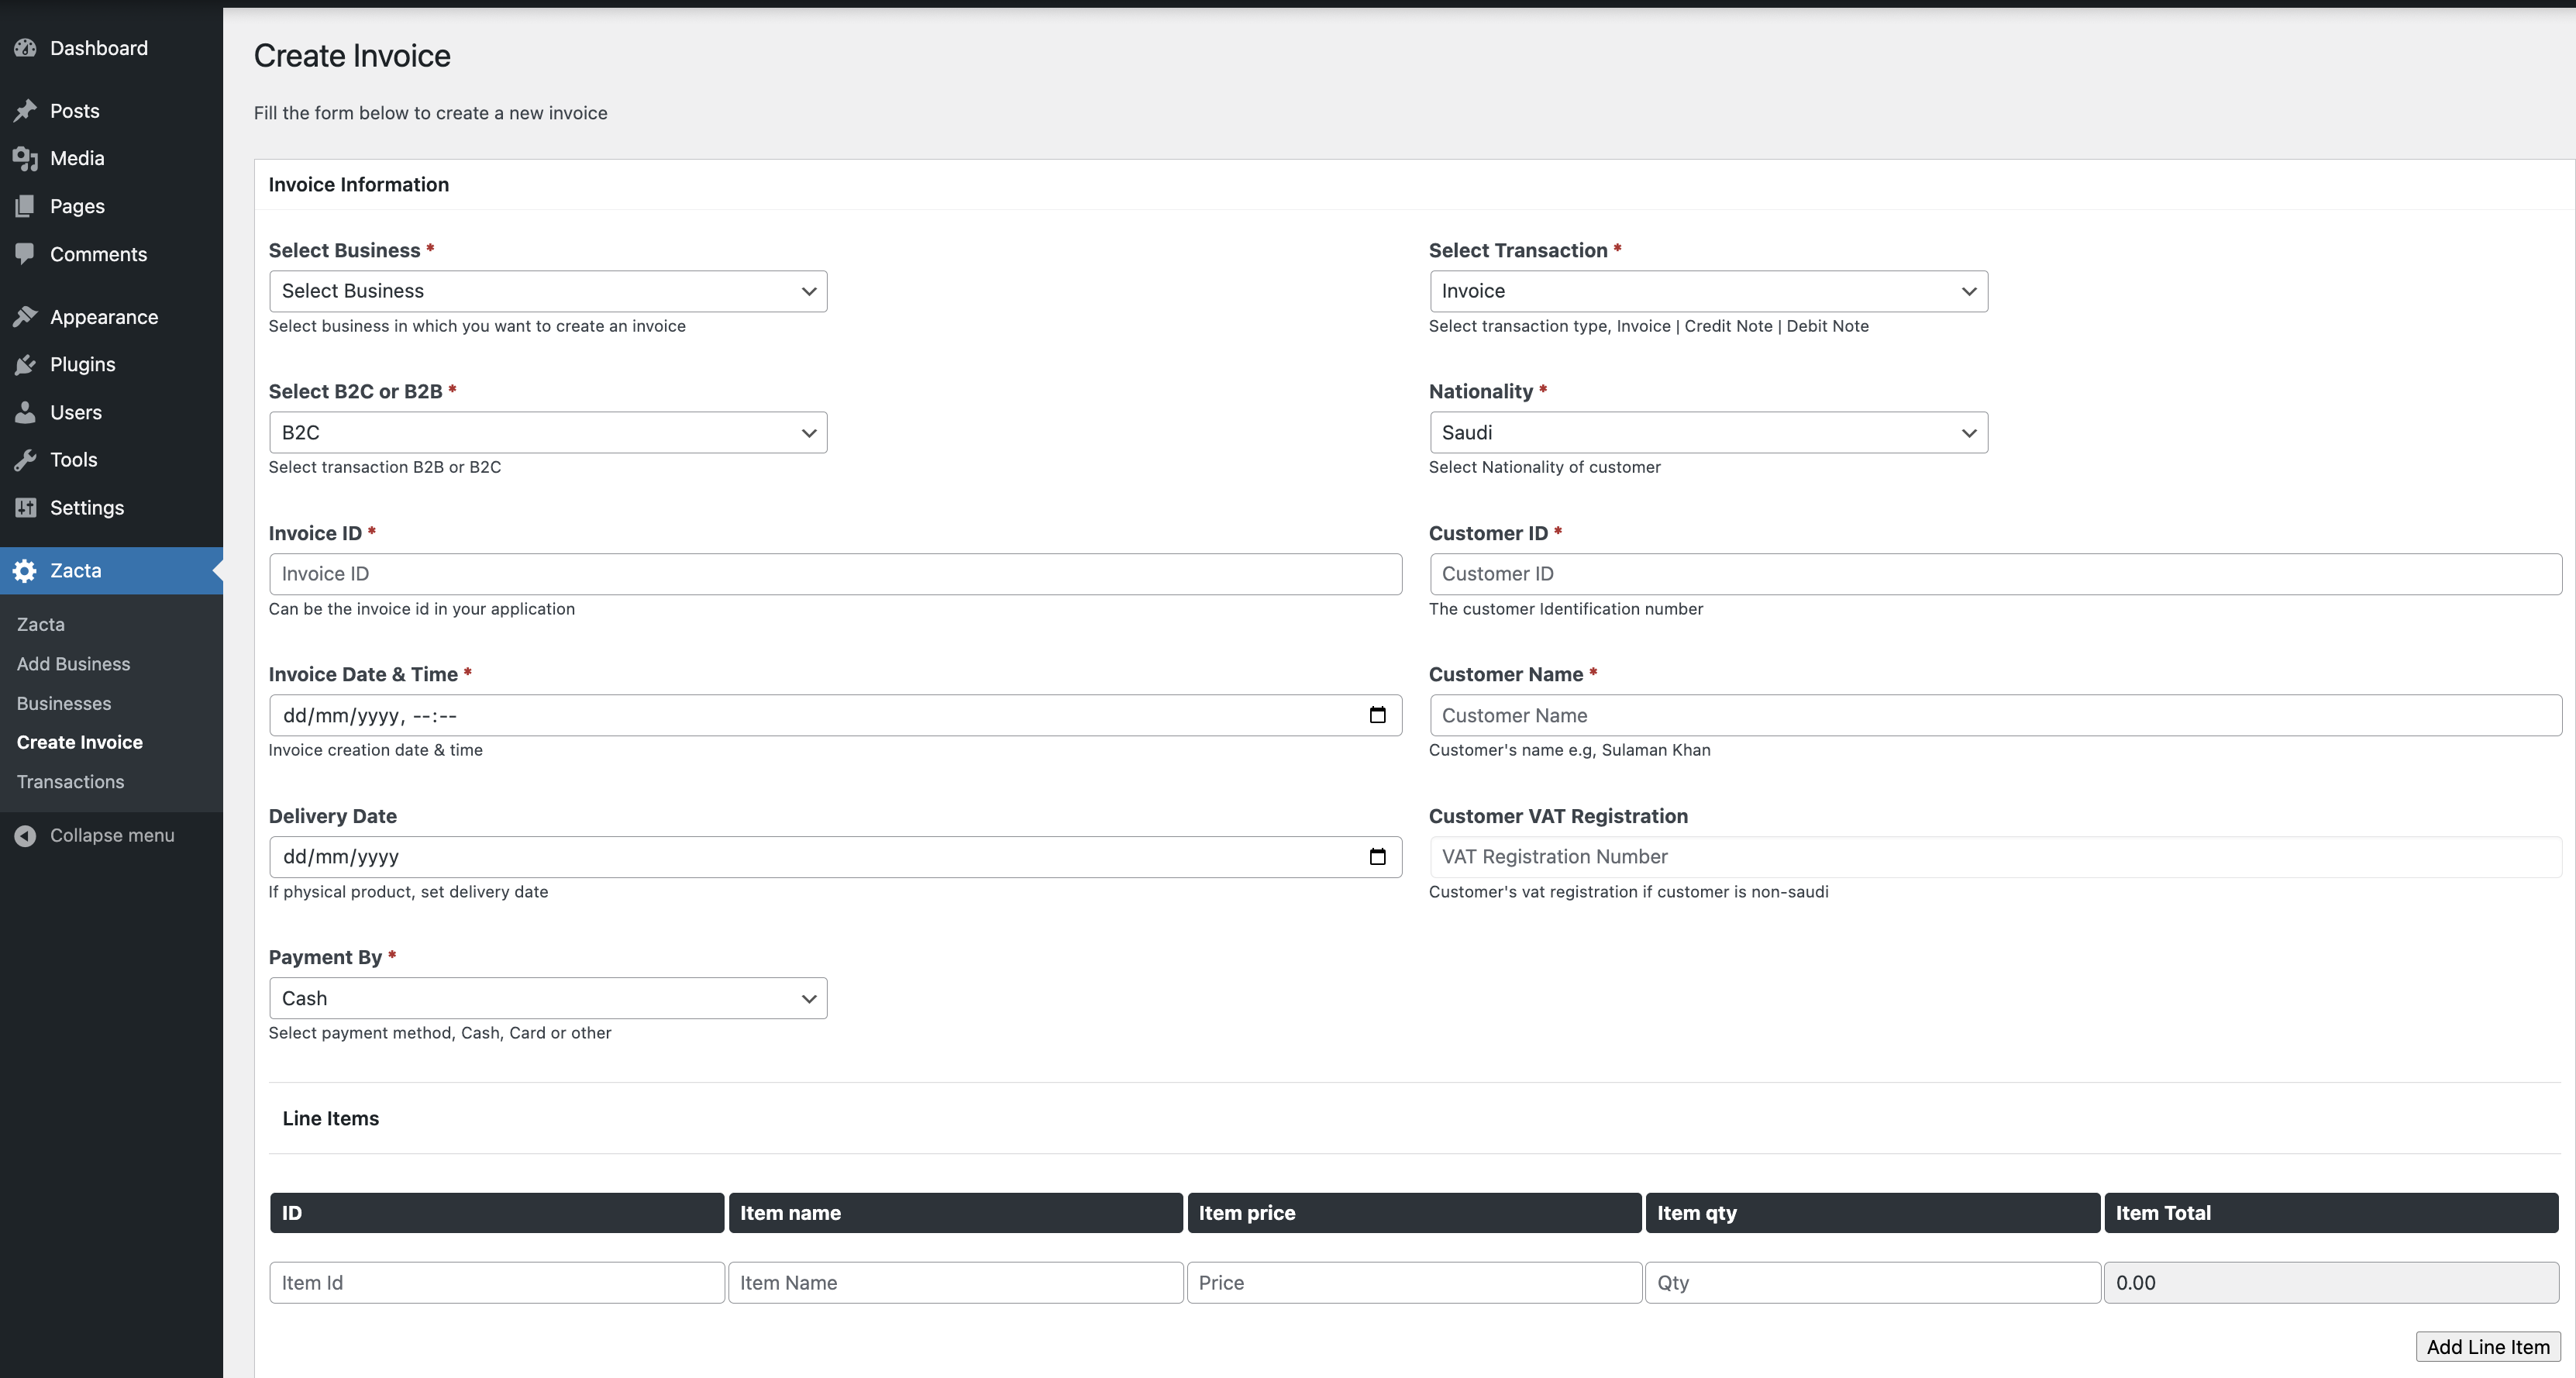 Dashboard
Posts
Media
Pages
Comments
Appearance
Plugins
Users
Tools
Settings
Zacta
Zacta
Add Business
Businesses
Create Invoice
Transactions
Collapse menu
Create Invoice
Fill the form below to create a new invoice
Invoice Information
Select Business *
Select Business
Select business in which you want to create an invoice
Select Transaction *
Invoice
Select transaction type, Invoice | Credit Note | Debit Note
Select B2C or B2B *
B2C
Select transaction B2B or B2C
Nationality *
Saudi
Select Nationality of customer
Invoice ID *
Invoice ID
Can be the invoice id in your application
Customer ID *
Customer ID
The customer Identification number
Invoice Date & Time *
dd/mm/yyyy, --:--
Invoice creation date & time
Customer Name *
Customer Name
Customer's name e.g, Sulaman Khan
Delivery Date
dd/mm/yyyy
If physical product, set delivery date
Customer VAT Registration
VAT Registration Number
Customer's vat registration if customer is non-saudi
Payment By *
Cash
Select payment method, Cash, Card or other
Line Items
ID Item name Item price Item qty Item Total
Item Id Item Name Price Qty 0.00
Add Line Item